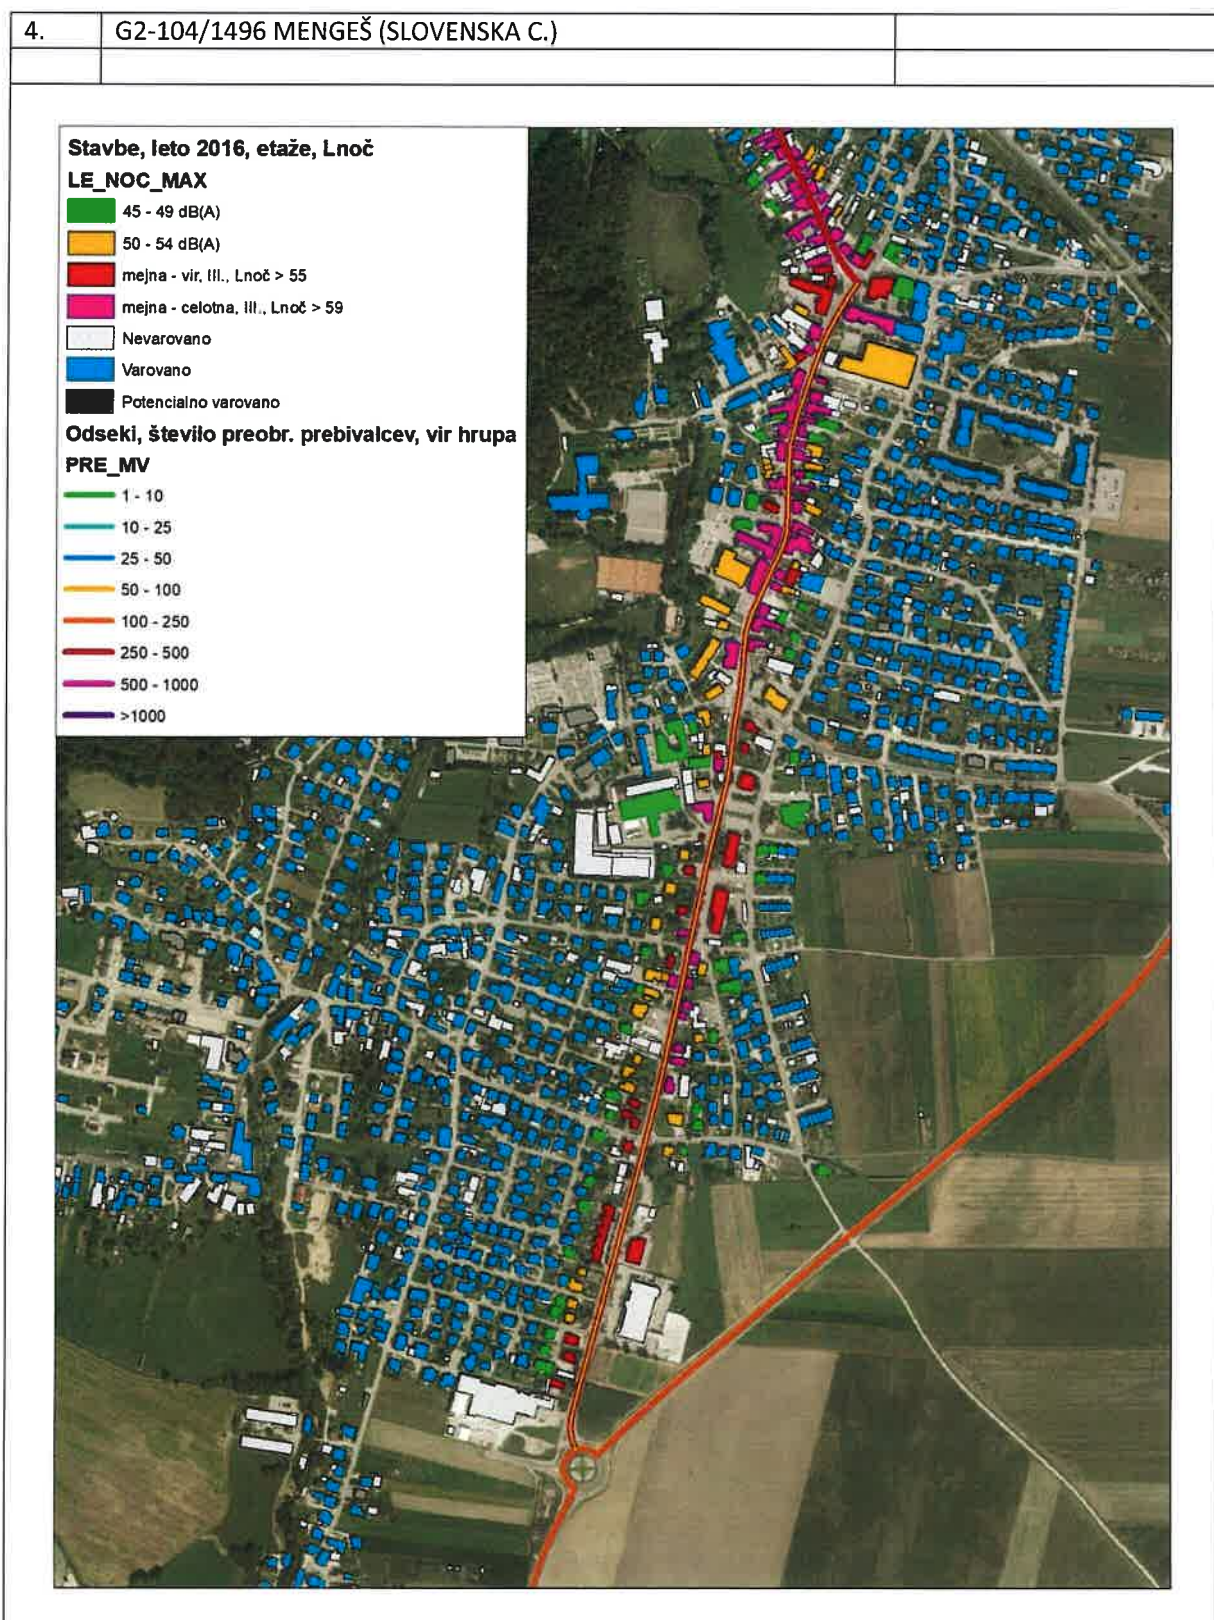 4. G2-104/1496 MENGEŠ (SLOVENSKA C.)
Stavbe, leto 2016, etaže, Lnoč
LE_NOC_MAX
45 - 49 dB(A)
50 - 54 dB(A)
mejna - vir, III., Lnoč > 55
mejna - celotna, III., Lnoč > 59
Nevarovano
Varovano
Potencialno varovano
Odseki, število preobr. prebivalcev, vir hrupa
PRE_MV
1 - 10
10 - 25
25 - 50
50 - 100
100 - 250
250 - 500
500 - 1000
>1000